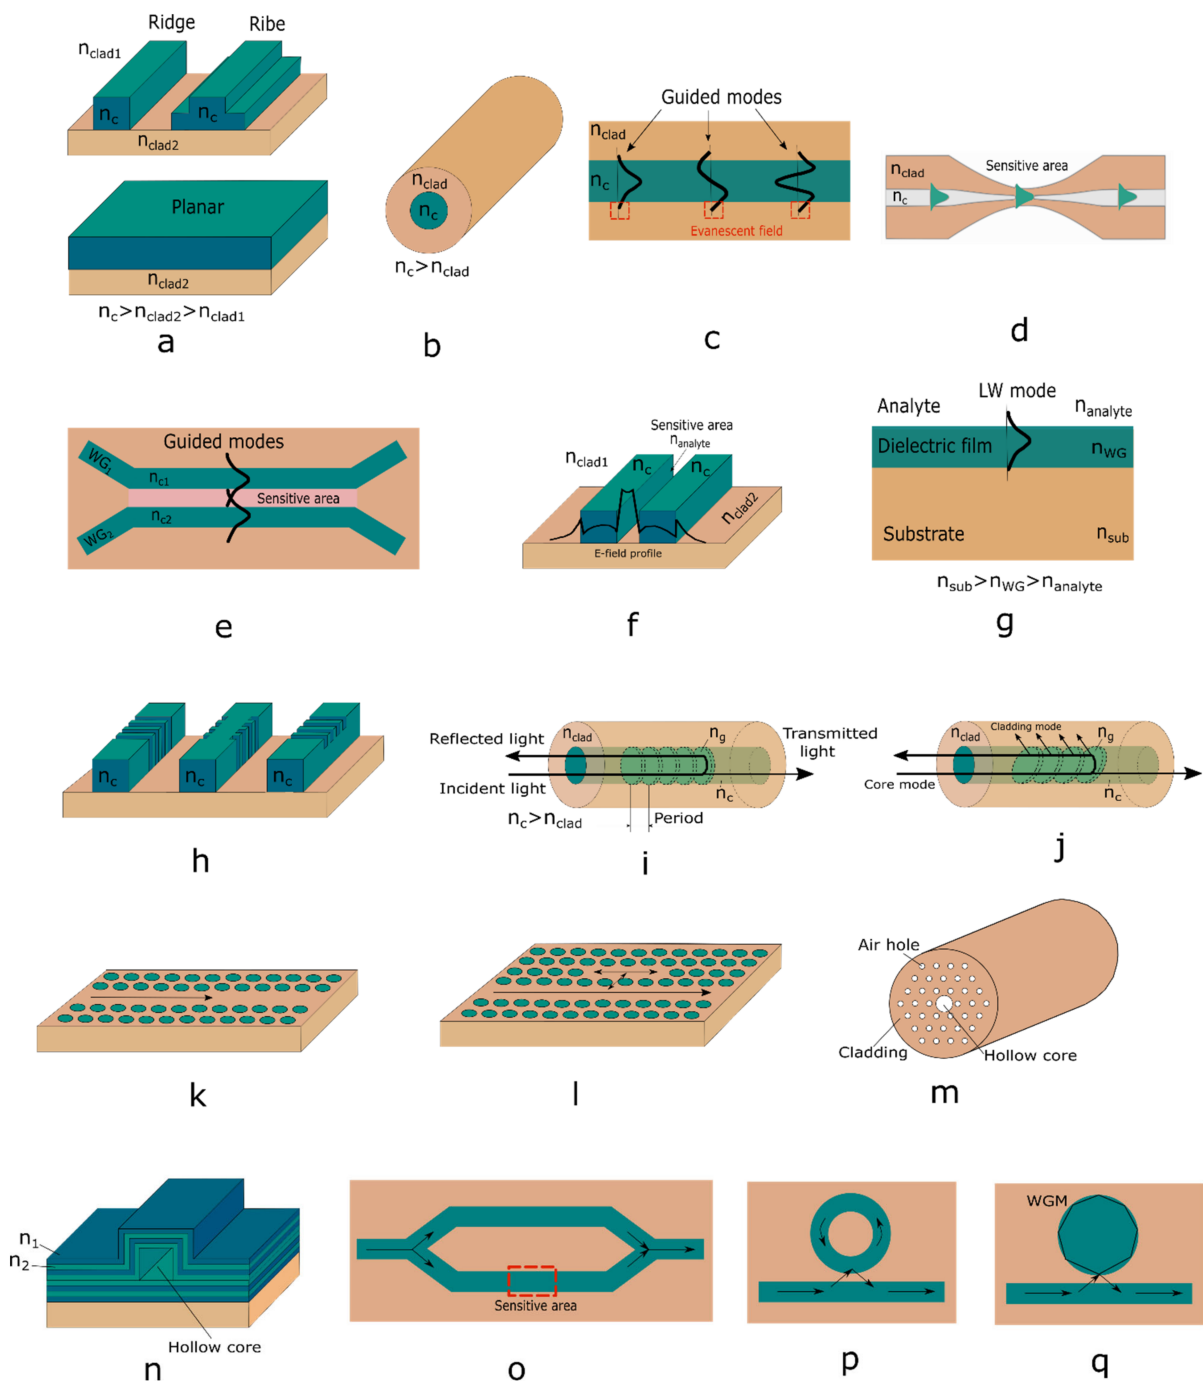 Ridge
Ribe
nclad1
nc
nc
nclad2
Planar
nclad2
nc>nclad2>nclad1
a
nclad
nc
nc>nclad
b
Guided modes
nclad
nc
Evanescent field
c
Sensitive area
nclad
nc
d
Guided modes
WG1
nc1
Sensitive area
nc2
WG2
e
Sensitive area
nanalyte
nclad1
nc
nc
nclad2
E-field profile
f
LW mode
Analyte
nanalyte
Dielectric film
nWG
Substrate
nsub
nsub>nWG>nanalyte
g
nc
nc
nc
h
nclad
ng
Reflected light
Transmitted
light
Incident light
nc
nc>nclad
Period
i
nclad
Cladding mode
ng
Core mode
nc
j
k
l
Air hole
Cladding
Hollow core
m
n1
n2
Hollow core
n
Sensitive area
o
p
WGM
q